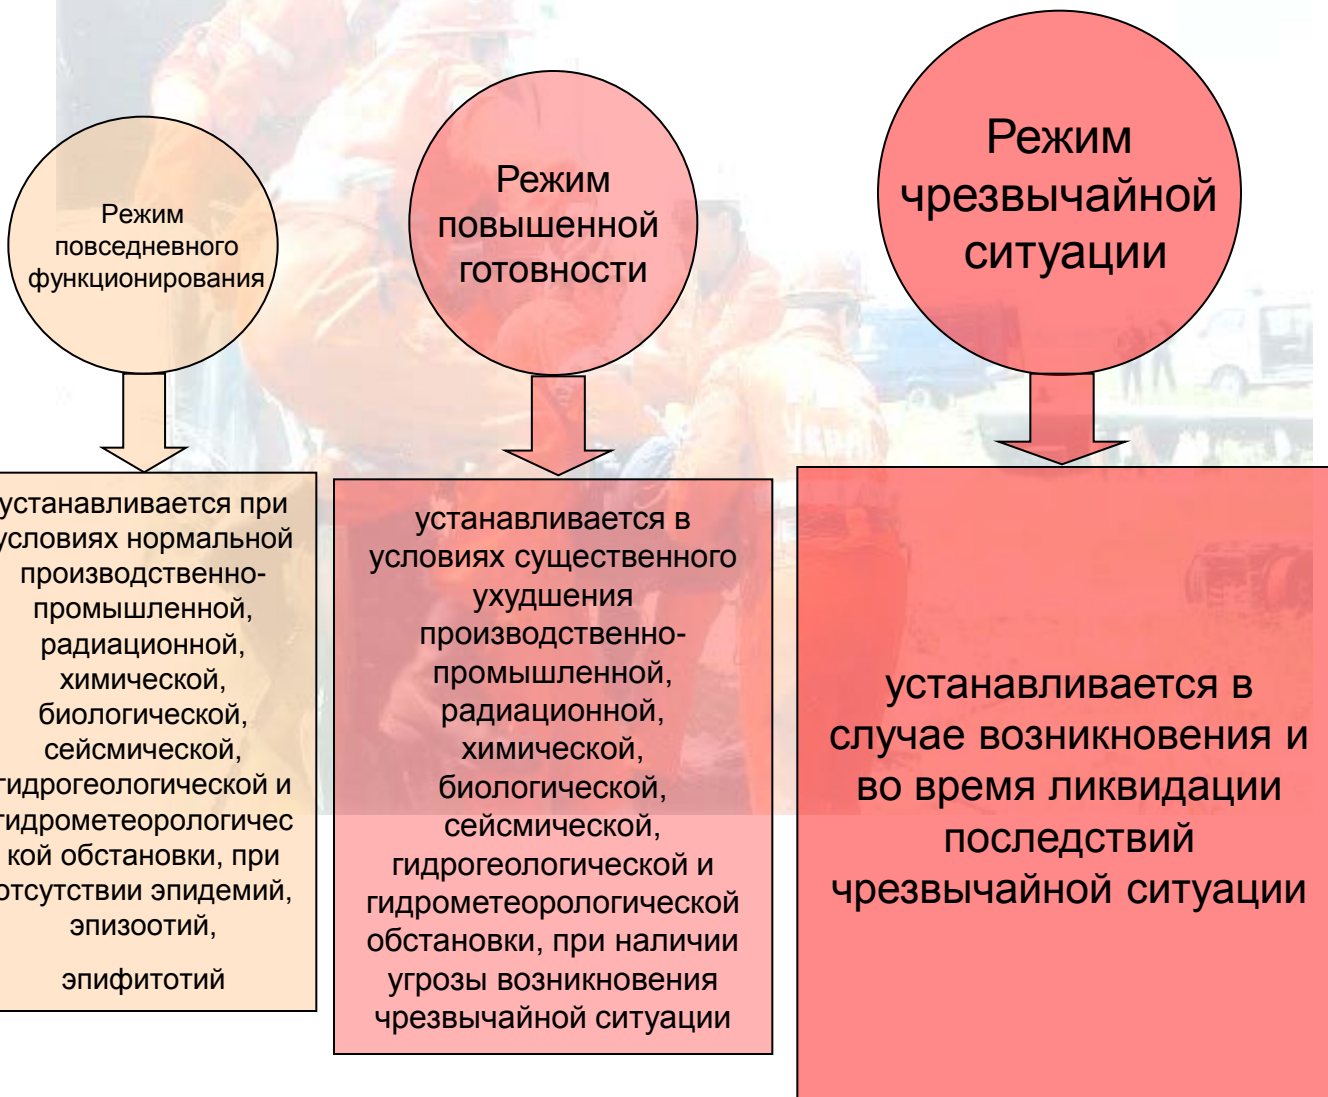 Режим
повседневного
функционирования
Режим
повышенной
готовности
Режим
чрезвычайной
ситуации
устанавливается при
условиях нормальной
производственно-
промышленной,
радиационной,
химической,
биологической,
сейсмической,
гидрогеологической и
гидрометеорологичес
кой обстановки, при
отсутствии эпидемий,
эпизоотий,
эпифитотий
устанавливается в
условиях существенного
ухудшения
производственно-
промышленной,
радиационной,
химической,
биологической,
сейсмической,
гидрогеологической и
гидрометеорологической
обстановки, при наличии
угрозы возникновения
чрезвычайной ситуации
устанавливается в
случае возникновения и
во время ликвидации
последствий
чрезвычайной ситуации